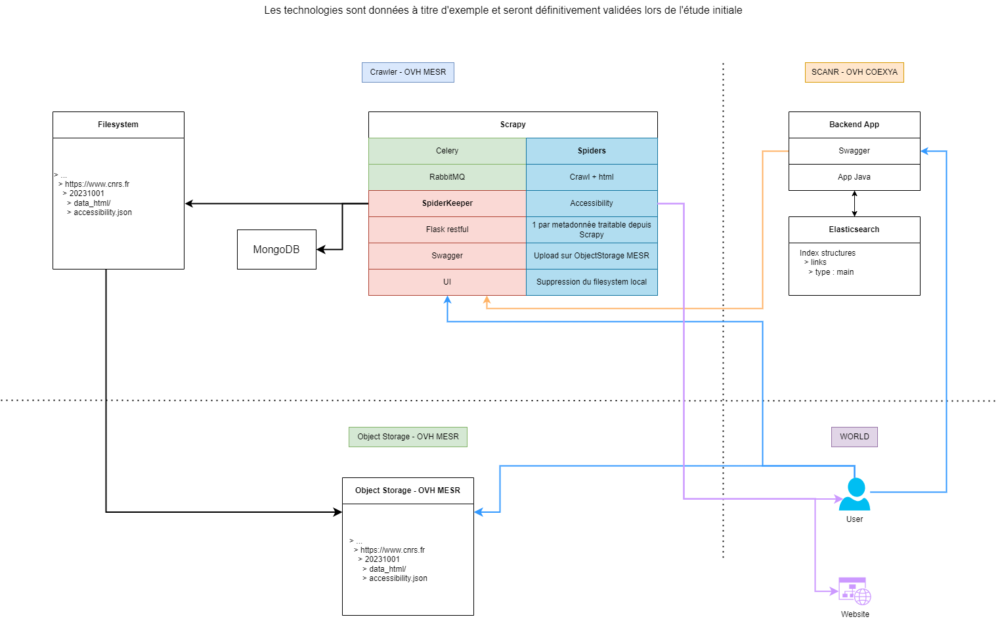 Les technologies sont données à titre d'exemple et seront définitivement validées lors de l'étude initiale
Crawler - OVH MESR
SCANR - OVH COEXYA
Filesystem
> ...
> https://www.cnrs.fr
> 20231001
> data_html/
> accessibility.json
MongoDB
Scrapy
Celery
Spiders
RabbitMQ
Crawl + html
SpiderKeeper
Accessibility
Flask restful
1 par metadonnée traitable depuis
Scrapy
Swagger
Upload sur ObjectStorage MESR
UI
Suppression du filesystem local
Backend App
Swagger
App Java
Elasticsearch
Index structures
> links
> type : main
Object Storage - OVH MESR
WORLD
Object Storage - OVH MESR
> ...
> https://www.cnrs.fr
> 20231001
> data_html/
> accessibility.json
User
Website